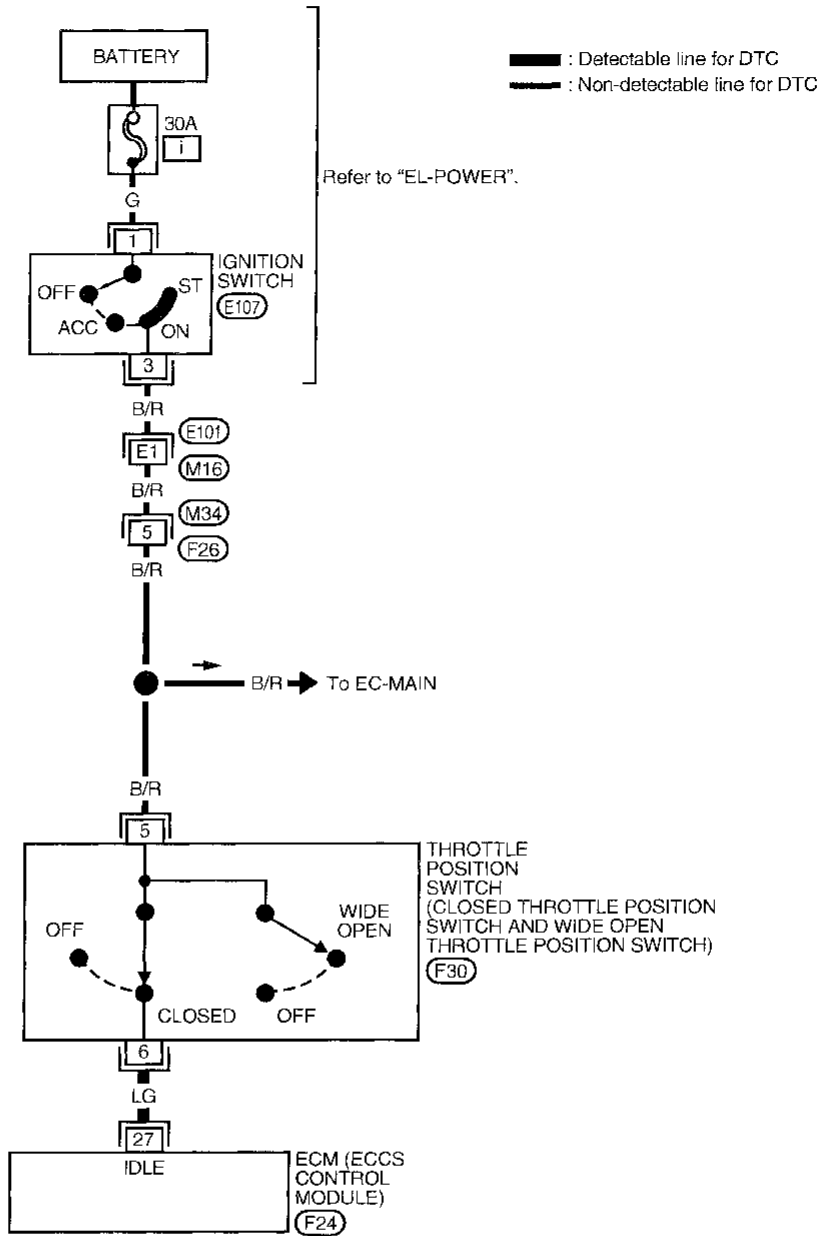 BATTERY
: Detectable line for DTC
: Non-detectable line for DTC
30A
i
Refer to "EL-POWER".
G
1
IGNITION
SWITCH
E107
OFF
ST
ACC
ON
3
B/R
E101
E1
M16
B/R
M34
5
F26
B/R
B/R
To EC-MAIN
B/R
5
THROTTLE
POSITION
SWITCH
(CLOSED THROTTLE POSITION
SWITCH AND WIDE OPEN
THROTTLE POSITION SWITCH)
F30
OFF
WIDE
OPEN
CLOSED
OFF
6
LG
27
IDLE
ECM (ECCS
CONTROL
MODULE)
F24